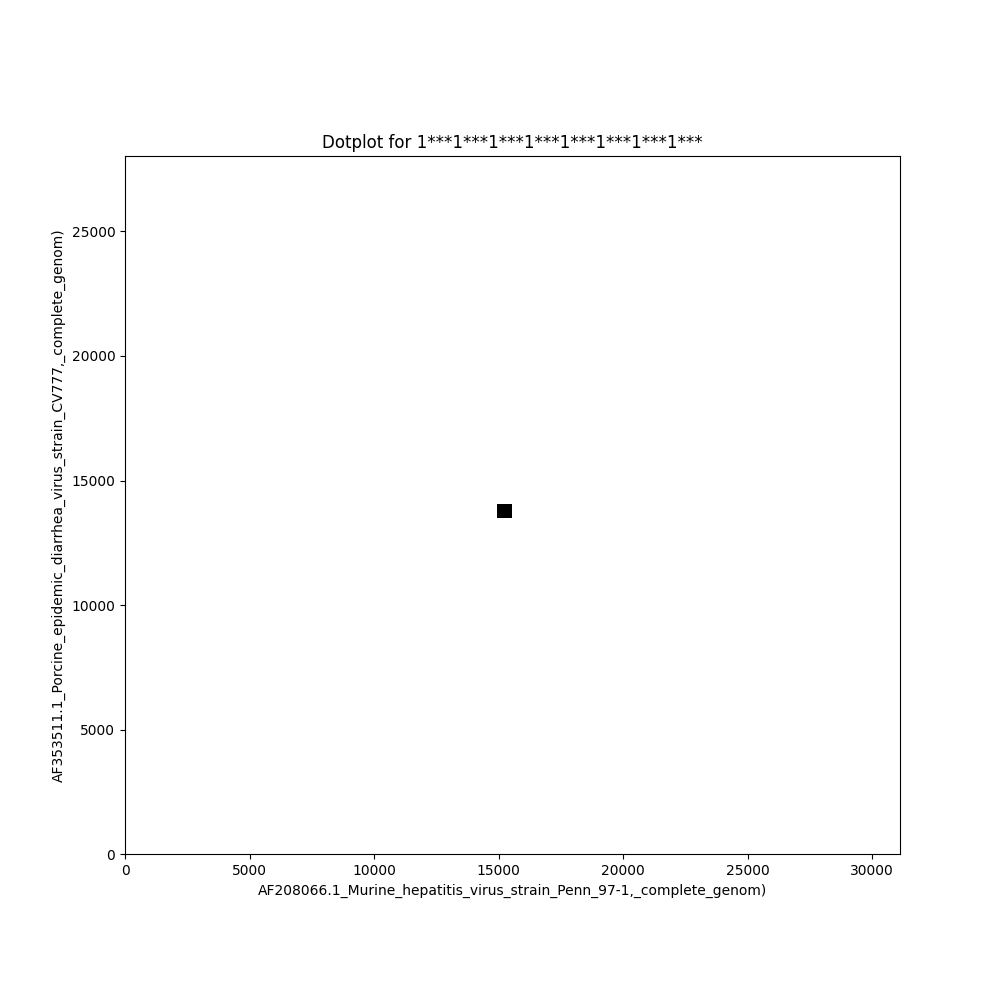 Dotplot for 1***1***1***1***1***1***1***1***
25000
20000
15000
10000
5000
0
AF353511.1_Porcine_epidemic_diarrhea_virus_strain_CV777,_complete_genom)
0 5000 10000 15000 20000 25000 30000
AF208066.1_Murine_hepatitis_virus_strain_Penn_97-1,_complete_genom)